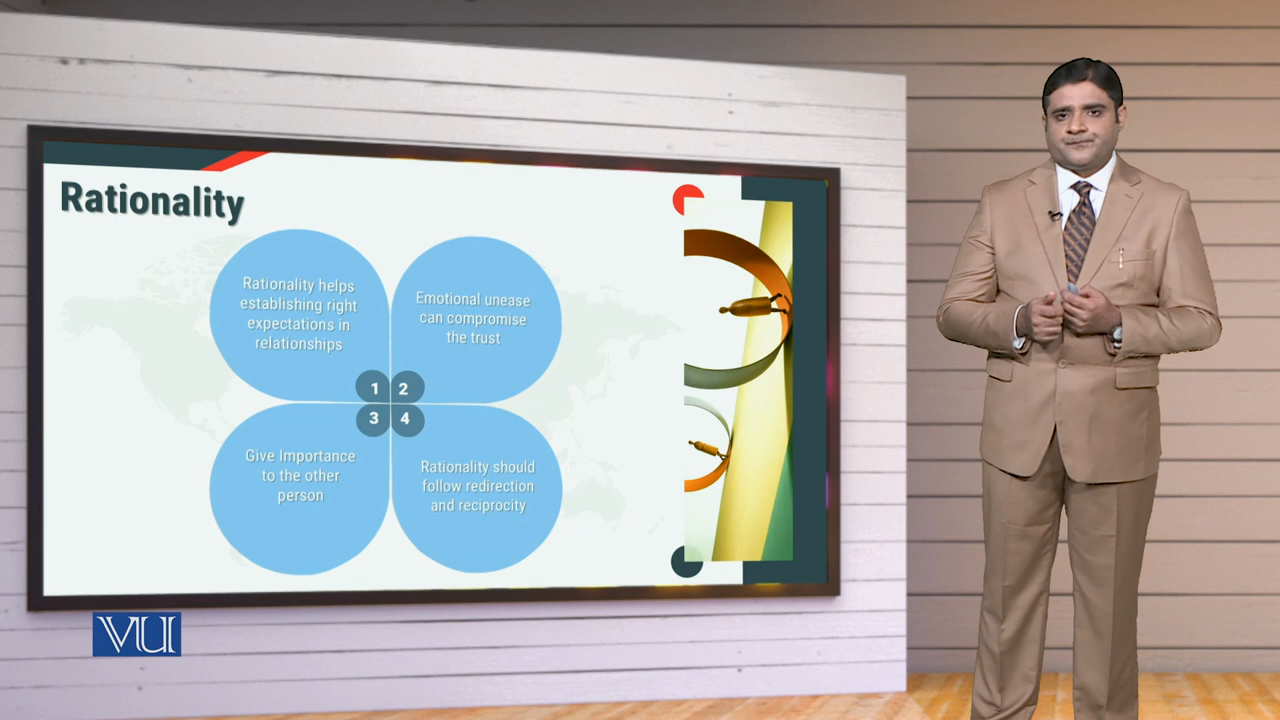 Rationality
Rationality helps
establishing right
expectations in
relationships
Emotional unease
can compromise
the trust
1
2
3
4
Give Importance
to the other
person
Rationality should
follow redirection
and reciprocity
VU